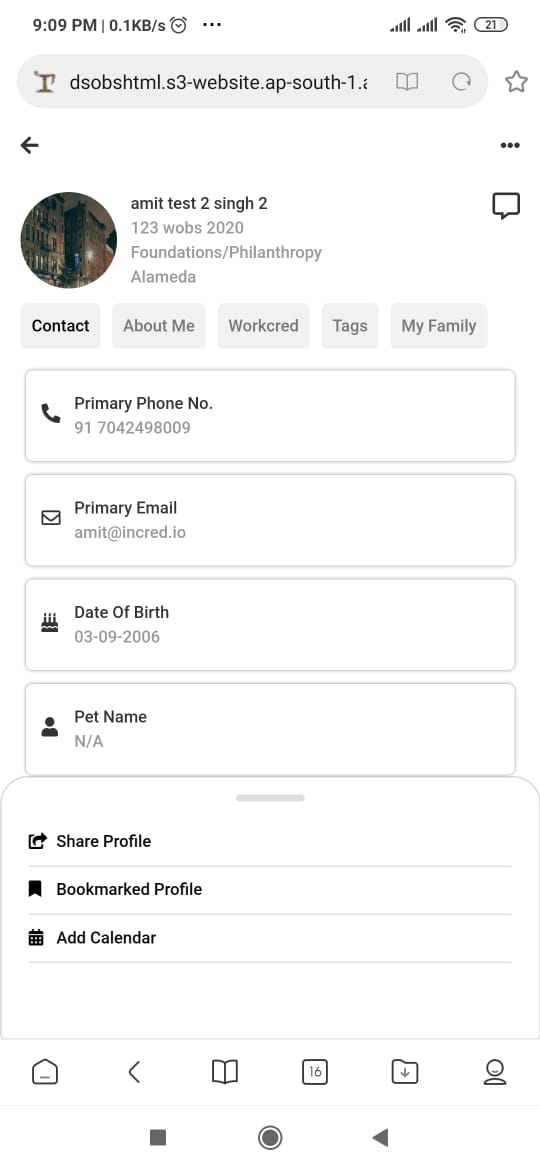 9:09 PM | 0.1KB/s
21
dsobshtml.s3-website.ap-south-1.a
amit test 2 singh 2
123 wobs 2020
Foundations/Philanthropy
Alameda
Contact About Me Workcred Tags My Family
Primary Phone No.
91 7042498009
Primary Email
amit@incred.io
Date Of Birth
03-09-2006
Pet Name
N/A
Share Profile
Bookmarked Profile
Add Calendar
16